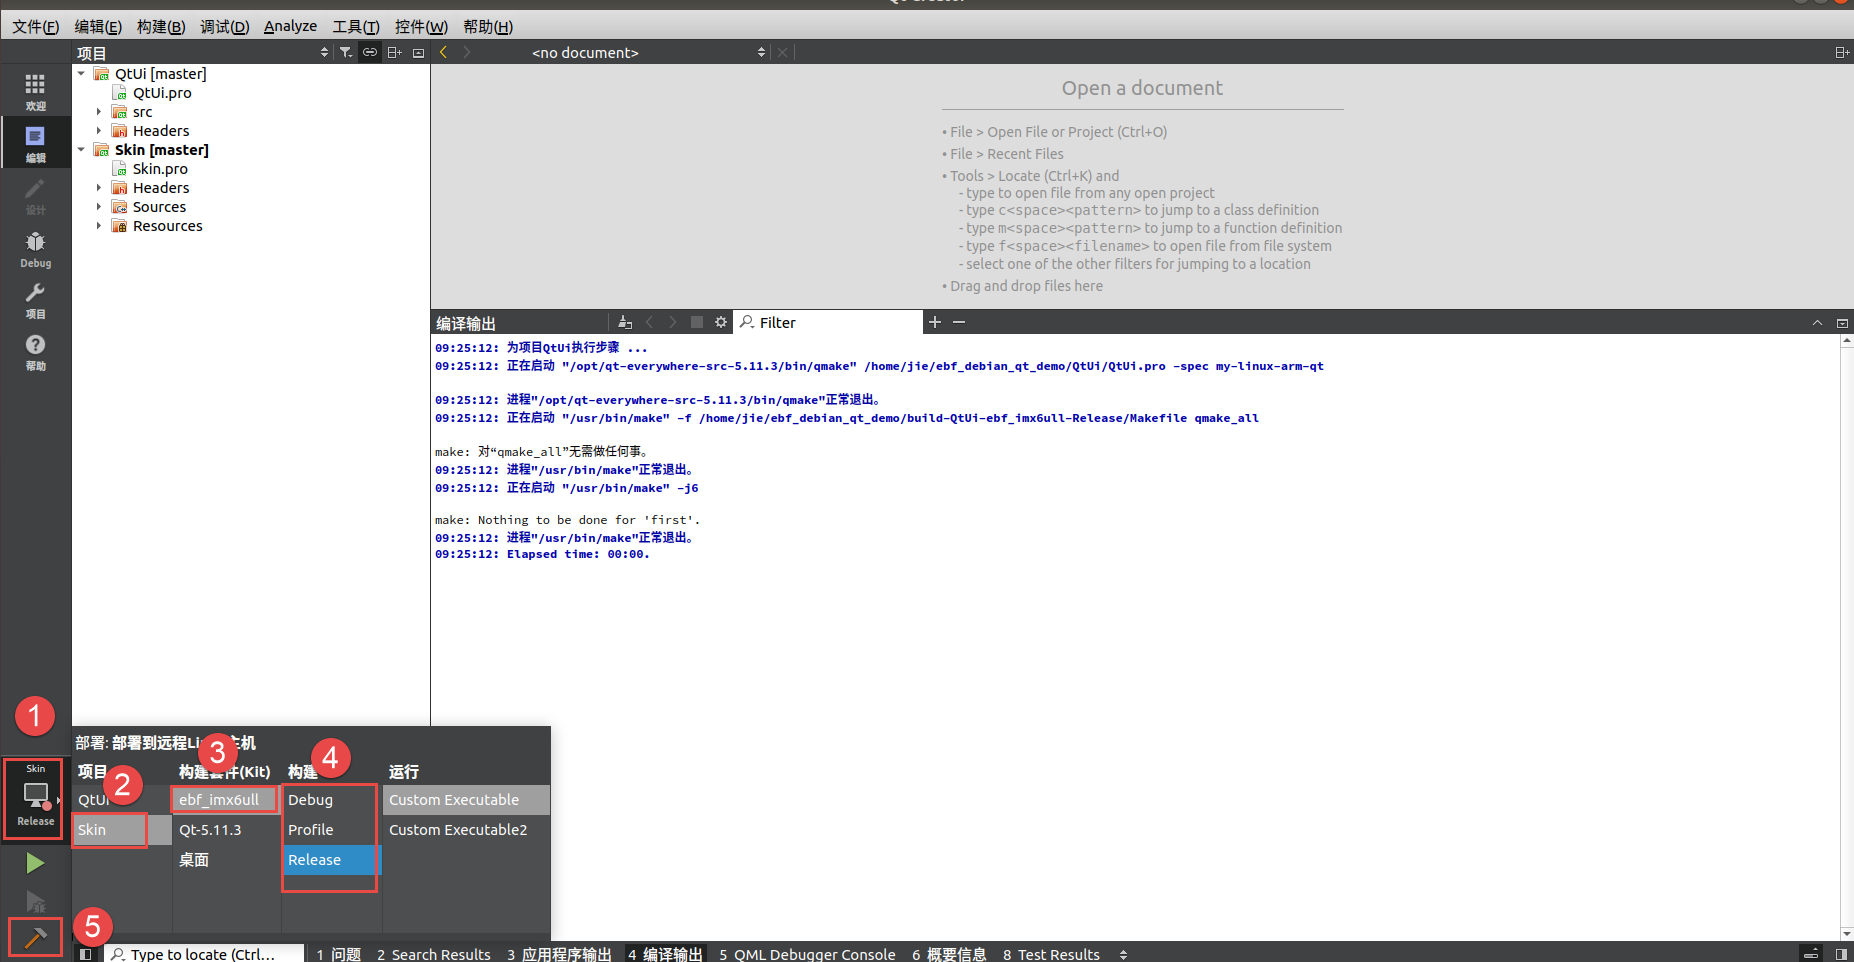 文件(F) 编辑(E) 构建(B) 调试(D) Analyze 工具(T) 控件(W) 帮助(H)
项目
<no document>
欢迎
编辑
设计
Debug
项目
帮助
QtUi [master]
QtUi.pro
src
Headers
Skin [master]
Skin.pro
Headers
Sources
Resources
Open a document
• File > Open File or Project (Ctrl+O)
• File > Recent Files
• Tools > Locate (Ctrl+K) and
- type to open file from any open project
- type c<space><pattern> to jump to a class definition
- type m<space><pattern> to jump to a function definition
- type f<space><filename> to open file from file system
- select one of the other filters for jumping to a location
• Drag and drop files here
编译输出 Filter
09:25:12: 为项目QtUi执行步骤 ...
09:25:12: 正在启动 "/opt/qt-everywhere-src-5.11.3/bin/qmake" /home/jie/ebf_debian_qt_demo/QtUi/QtUi.pro -spec my-linux-arm-qt
09:25:12: 进程"/opt/qt-everywhere-src-5.11.3/bin/qmake"正常退出。
09:25:12: 正在启动 "/usr/bin/make" -f /home/jie/ebf_debian_qt_demo/build-QtUi-ebf_imx6ull-Release/Makefile qmake_all
make: 对“qmake_all”无需做任何事。
09:25:12: 进程"/usr/bin/make"正常退出。
09:25:12: 正在启动 "/usr/bin/make" -j6
make: Nothing to be done for 'first'.
09:25:12: 进程"/usr/bin/make"正常退出。
09:25:12: Elapsed time: 00:00.
1
Skin
Release
部署: 部署到远程Li 主机
2
3
4
5
项目 构建套件(Kit) 构建 运行
QtUi ebf_imx6ull Debug Custom Executable
Skin Qt-5.11.3 Profile Custom Executable2
桌面 Release
Type to locate (Ctrl... 1 问题 2 Search Results 3 应用程序输出 4 编译输出 5 QML Debugger Console 6 概要信息 8 Test Results